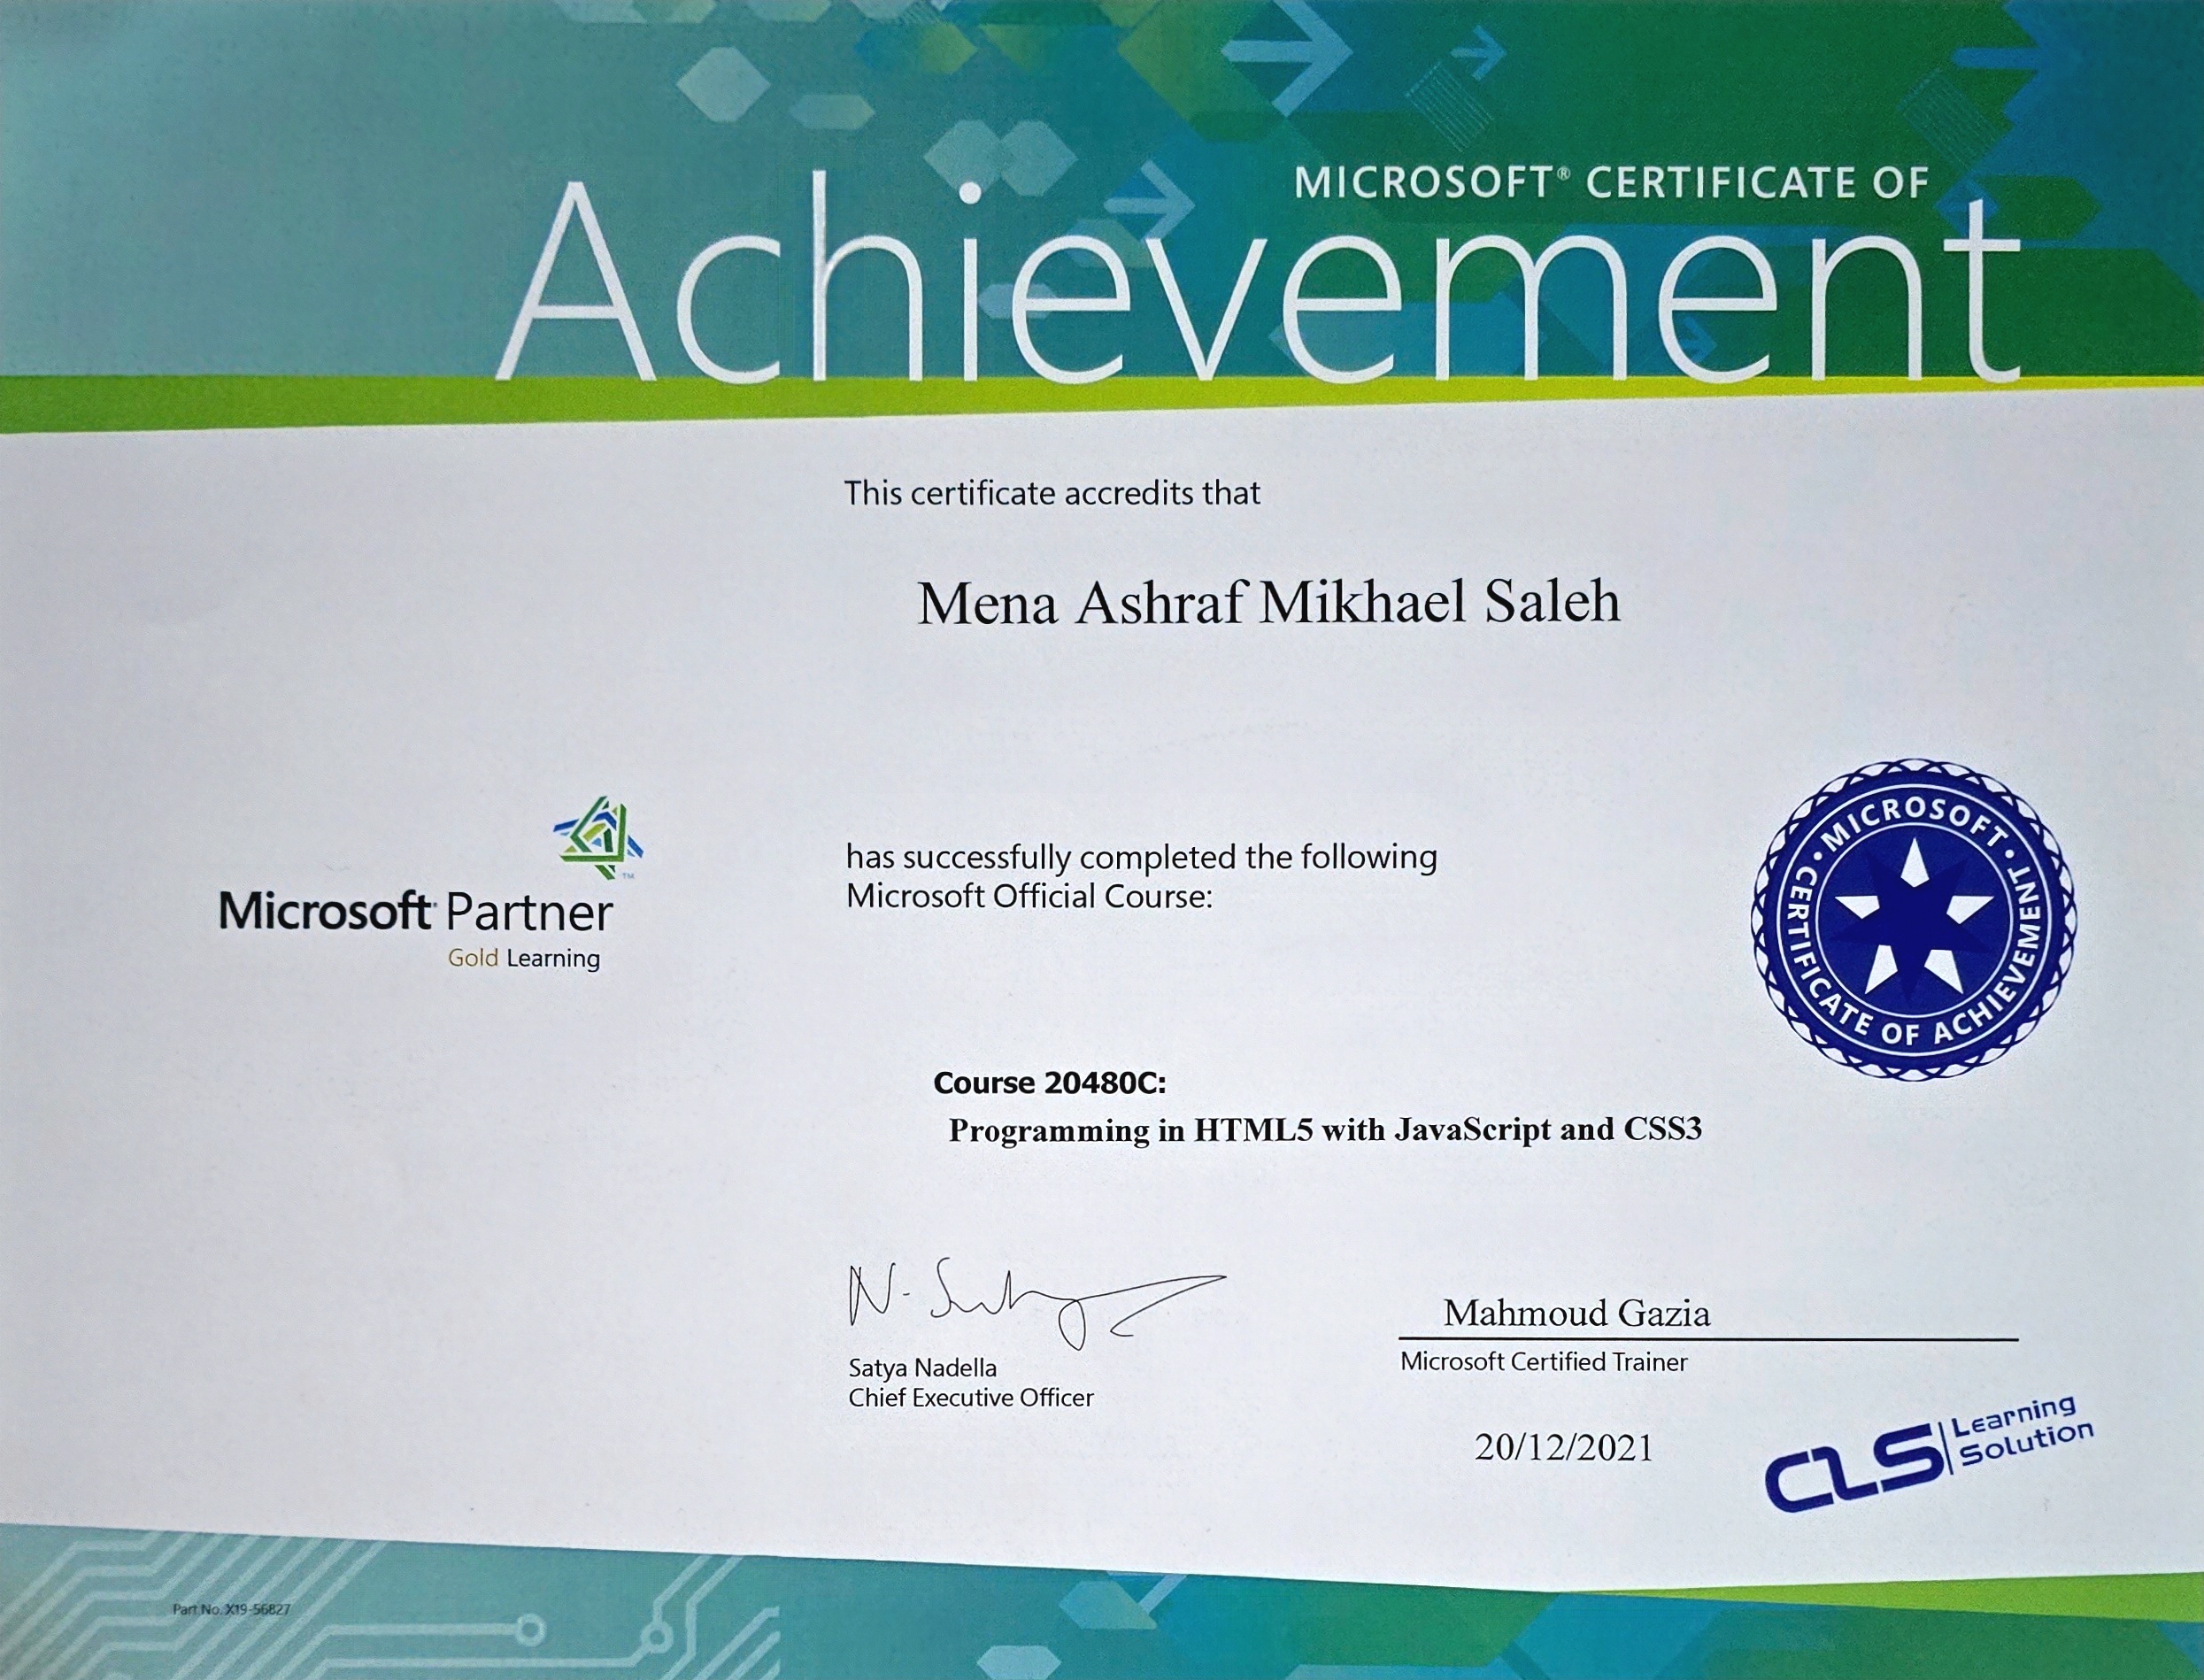 MICROSOFT® CERTIFICATE OF
Achievement
This certificate accredits that
Mena Ashraf Mikhael Saleh
Microsoft Partner
Gold Learning
has successfully completed the following
Microsoft Official Course:
• MICROSOFT • CERTIFICATE OF ACHIEVEMENT
Course 20480C:
Programming in HTML5 with JavaScript and CSS3
N. Satya
Satya Nadella
Chief Executive Officer
Mahmoud Gazia
Microsoft Certified Trainer
20/12/2021
CLS Learning
Solution
Part No. X19-56827